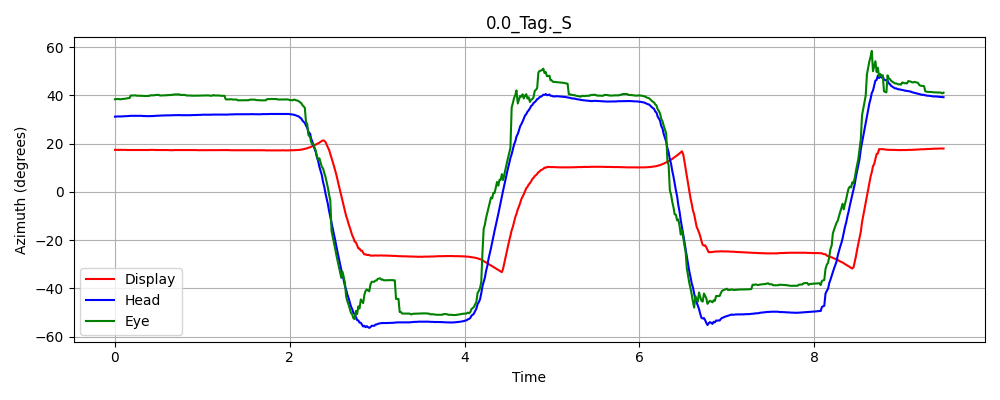 0.0_Tag._S
Azimuth (degrees)
60
40
20
0
−20
−40
−60
Display
Head
Eye
0 2 4 6 8
Time